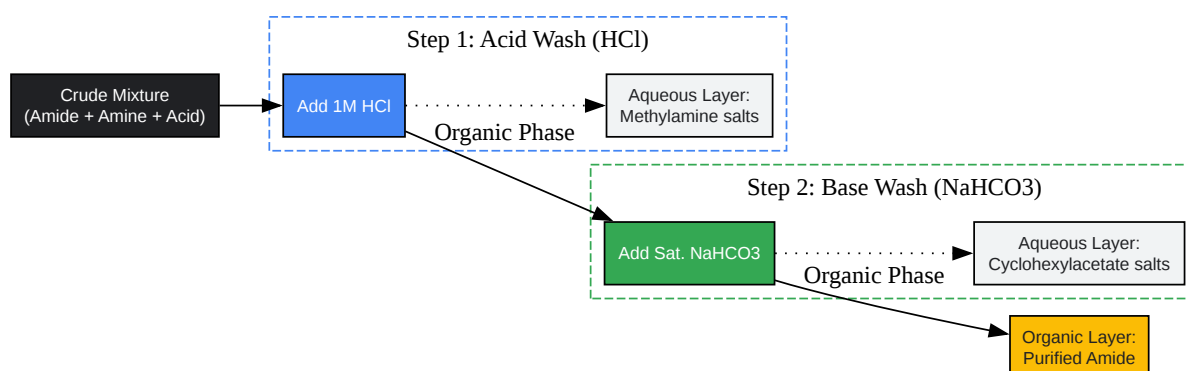 Step 1: Acid Wash (HCl)
Crude Mixture
(Amide + Amine + Acid)
Add 1M HCl
Aqueous Layer:
Methylamine salts
Organic Phase
Step 2: Base Wash (NaHCO3)
Add Sat. NaHCO3
Aqueous Layer:
Cyclohexylacetate salts
Organic Phase
Organic Layer:
Purified Amide